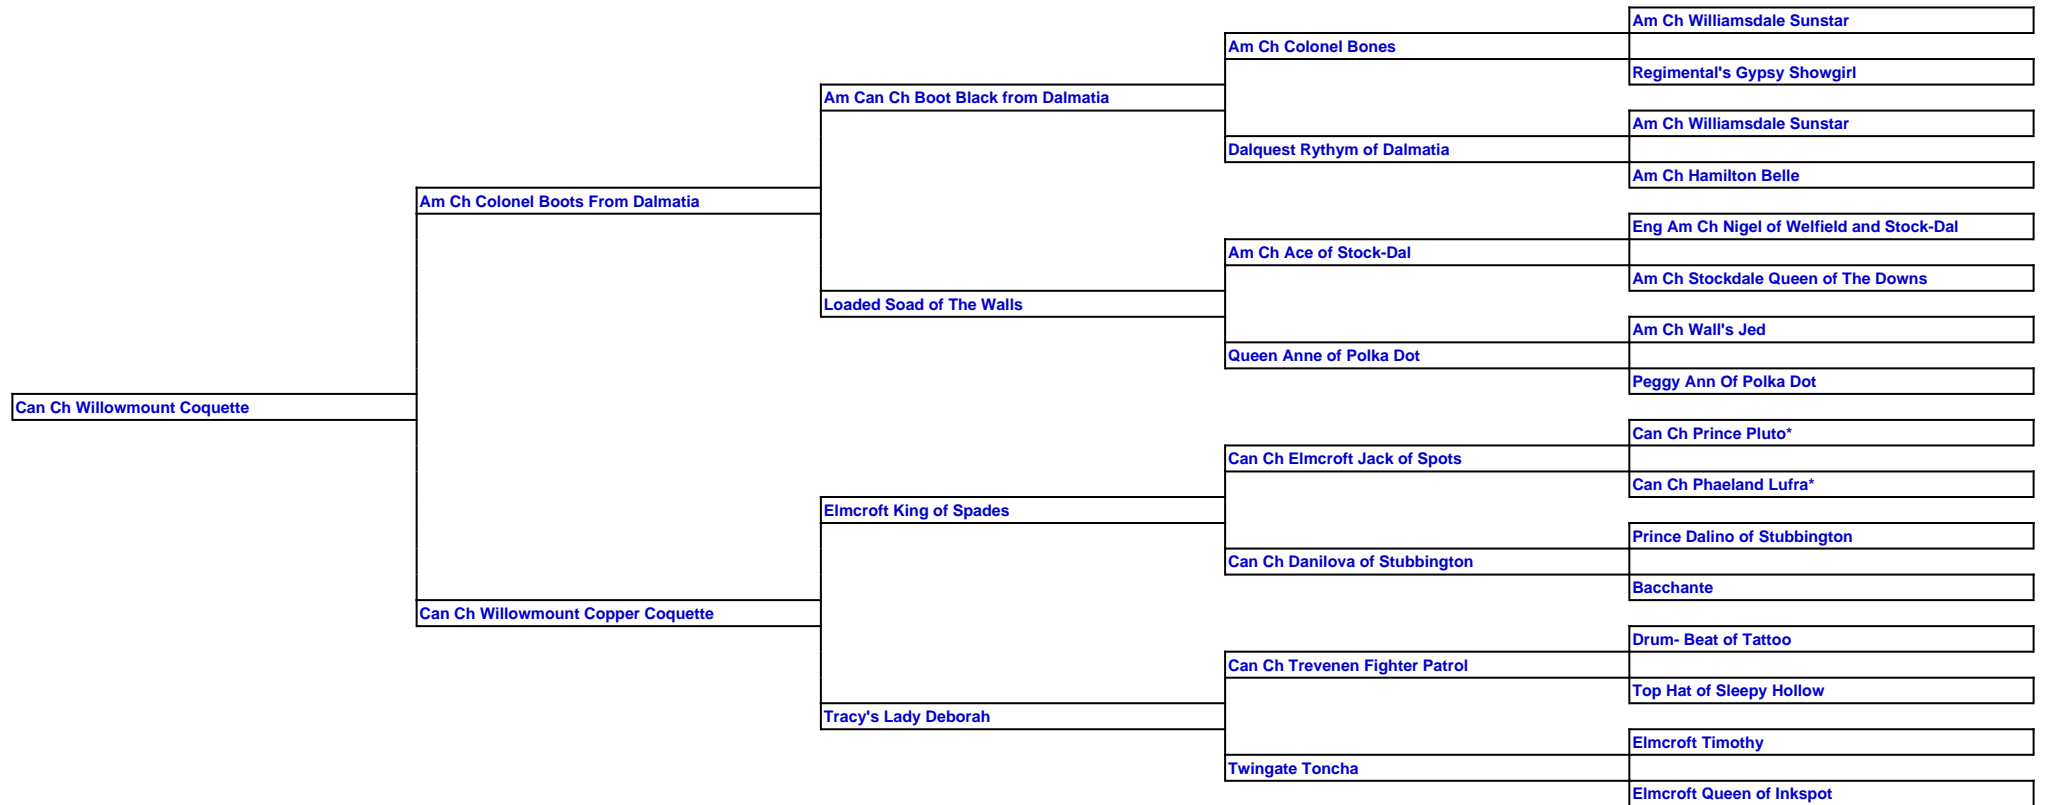 Am Ch Williamsdale Sunstar
Am Ch Colonel Bones
Regimental's Gypsy Showgirl
Am Can Ch Boot Black from Dalmatia
Am Ch Williamsdale Sunstar
Dalquest Rythym of Dalmatia
Am Ch Hamilton Belle
Am Ch Colonel Boots From Dalmatia
Eng Am Ch Nigel of Welfield and Stock-Dal
Am Ch Ace of Stock-Dal
Am Ch Stockdale Queen of The Downs
Loaded Soad of The Walls
Am Ch Wall's Jed
Queen Anne of Polka Dot
Peggy Ann Of Polka Dot
Can Ch Willowmount Coquette
Can Ch Prince Pluto*
Can Ch Elmcroft Jack of Spots
Can Ch Phaeland Lufra*
Elmcroft King of Spades
Prince Dalino of Stubbington
Can Ch Danilova of Stubbington
Bacchante
Can Ch Willowmount Copper Coquette
Drum- Beat of Tattoo
Can Ch Trevenen Fighter Patrol
Top Hat of Sleepy Hollow
Tracy's Lady Deborah
Elmcroft Timothy
Twingate Toncha
Elmcroft Queen of Inkspot